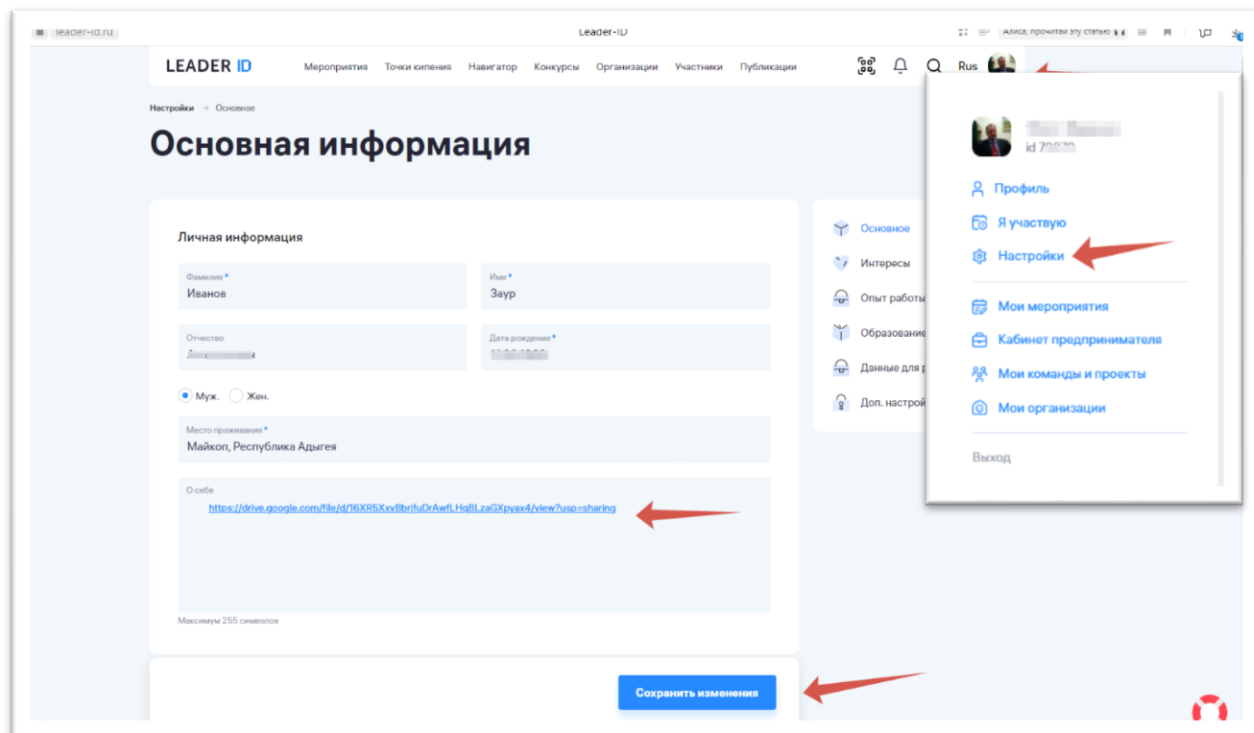 leader-id.ru
Leader-ID
Алиса, прочитай эту статью
LEADER ID
Мероприятия Точки кипения Навигатор Конкурсы Организации Участники Публикации
Rus
Настройки → Основное
Основная информация
Личная информация
Фамилия *
Иванов
Имя *
Заур
Отчество
Дата рождения *
Муж. Жен.
Место проживания *
Майкоп, Республика Адыгея
О себе
https://drive.google.com/file/d/16XR5XxvBbrjfuDrAwfLHqBLzaGXpyax4/view?usp=sharing
Максимум 255 символов
Сохранить изменения
Основное
Интересы
Опыт работы
Образование
Данные для р
Доп. настрой
id
Профиль
Я участвую
Настройки
Мои мероприятия
Кабинет предпринимателя
Мои команды и проекты
Мои организации
Выход